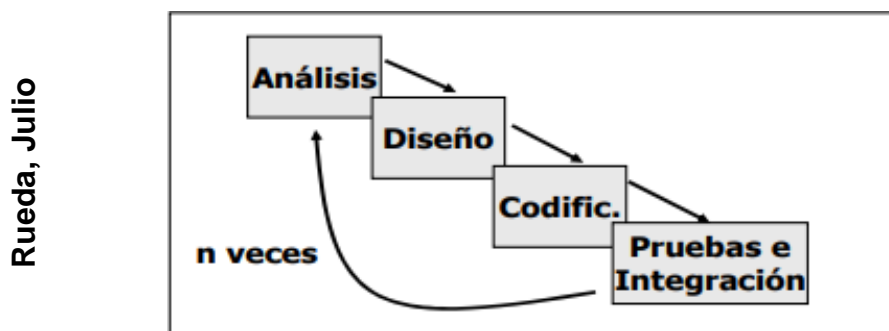 Rueda, Julio
Análisis
Diseño
Codific.
n veces
Pruebas e
Integración